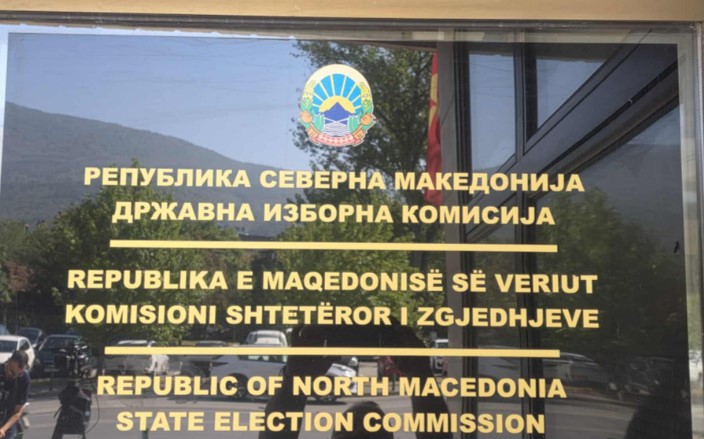 РЕПУБЛИКА СЕВЕРНА МАКЕДОНИЈА
ДРЖАВНА ИЗБОРНА КОМИСИЈА
REPUBLIKA E MAQEDONISË SË VERIUT
KOMISIONI SHTETËROR I ZGJEDHJEVE
REPUBLIC OF NORTH MACEDONIA
STATE ELECTION COMMISSION